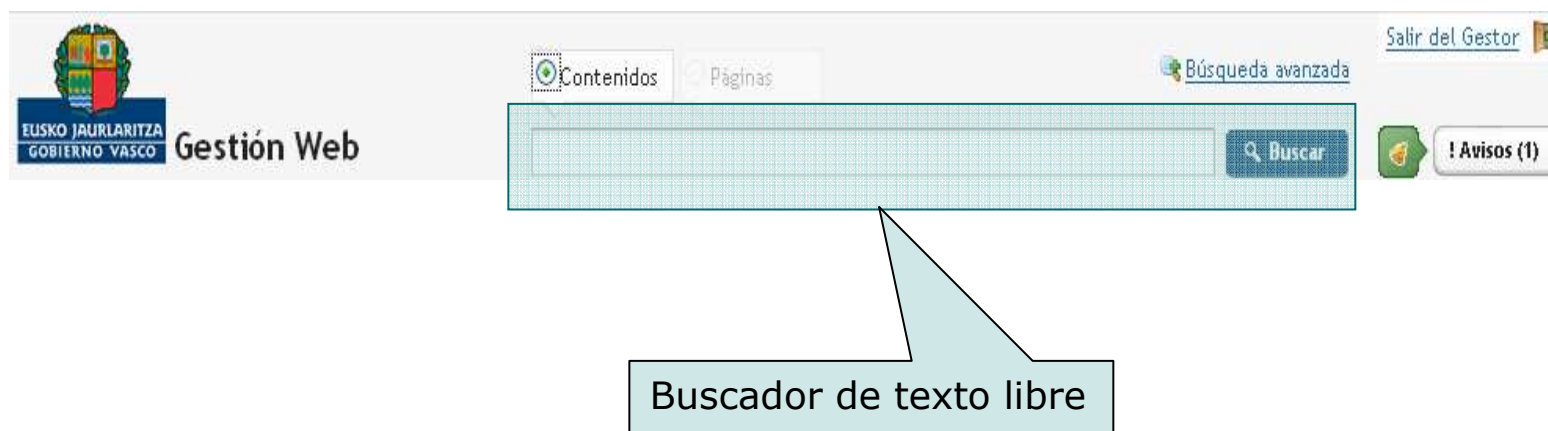 Salir del Gestor
Contenidos Páginas Búsqueda avanzada
EUSKO JAURLARITZA
GOBIERNO VASCO
Gestión Web
Buscar
! Avisos (1)
Buscador de texto libre